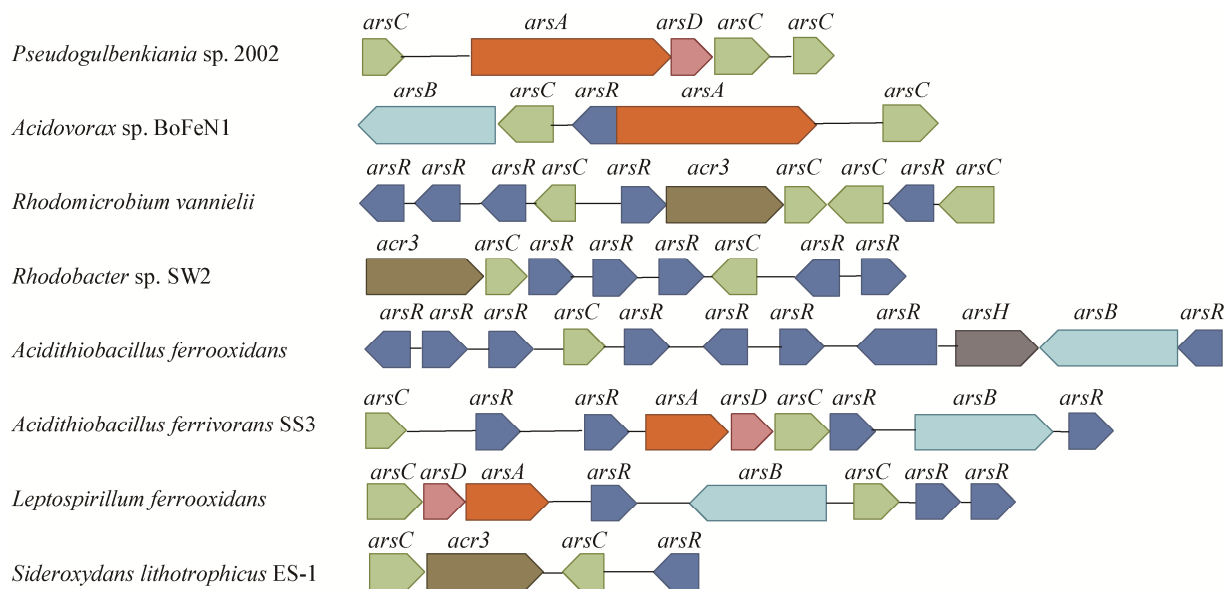 arsC arsA arsD arsC arsC
Pseudogulbenkiania sp. 2002
arsB arsC arsR arsA arsC
Acidovorax sp. BoFeN1
arsR arsR arsR arsC arsR acr3 arsC arsC arsR arsC
Rhodomicrobium vannielii
acr3 arsC arsR arsR arsR arsC arsR arsR
Rhodobacter sp. SW2
arsR arsR arsR arsC arsR arsR arsR arsR arsH arsB arsR
Acidithiobacillus ferrooxidans
arsC arsR arsR arsA arsD arsC arsR arsB arsR
Acidithiobacillus ferrivorans SS3
arsC arsD arsA arsR arsB arsC arsR arsR
Leptospirillum ferrooxidans
arsC acr3 arsC arsR
Sideroxydans lithotrophicus ES-1